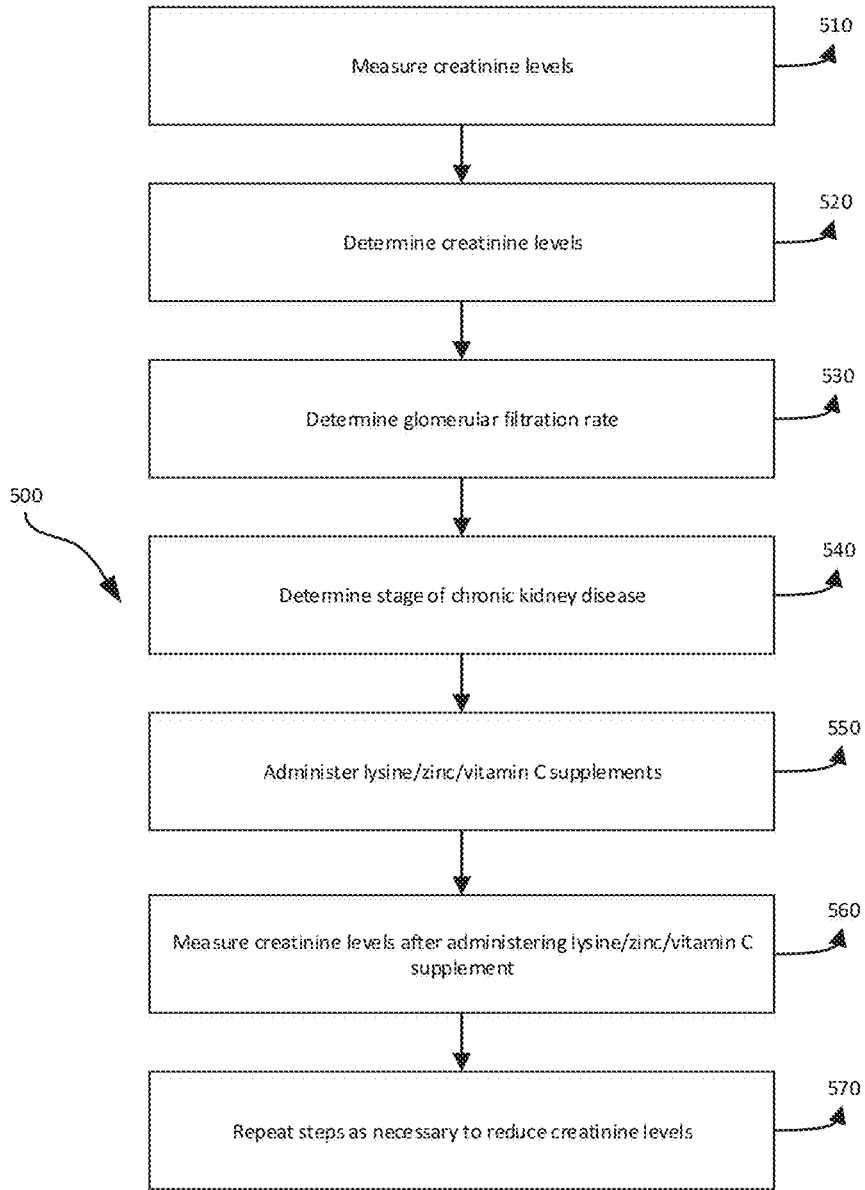 510
Measure creatinine levels
520
Determine creatinine levels
530
Determine glomerular filtration rate
500
540
Determine stage of chronic kidney disease
550
Administer lysine/zinc/vitamin C supplements
560
Measure creatinine levels after administering lysine/zinc/vitamin C
supplement
570
Repeat steps as necessary to reduce creatinine levels